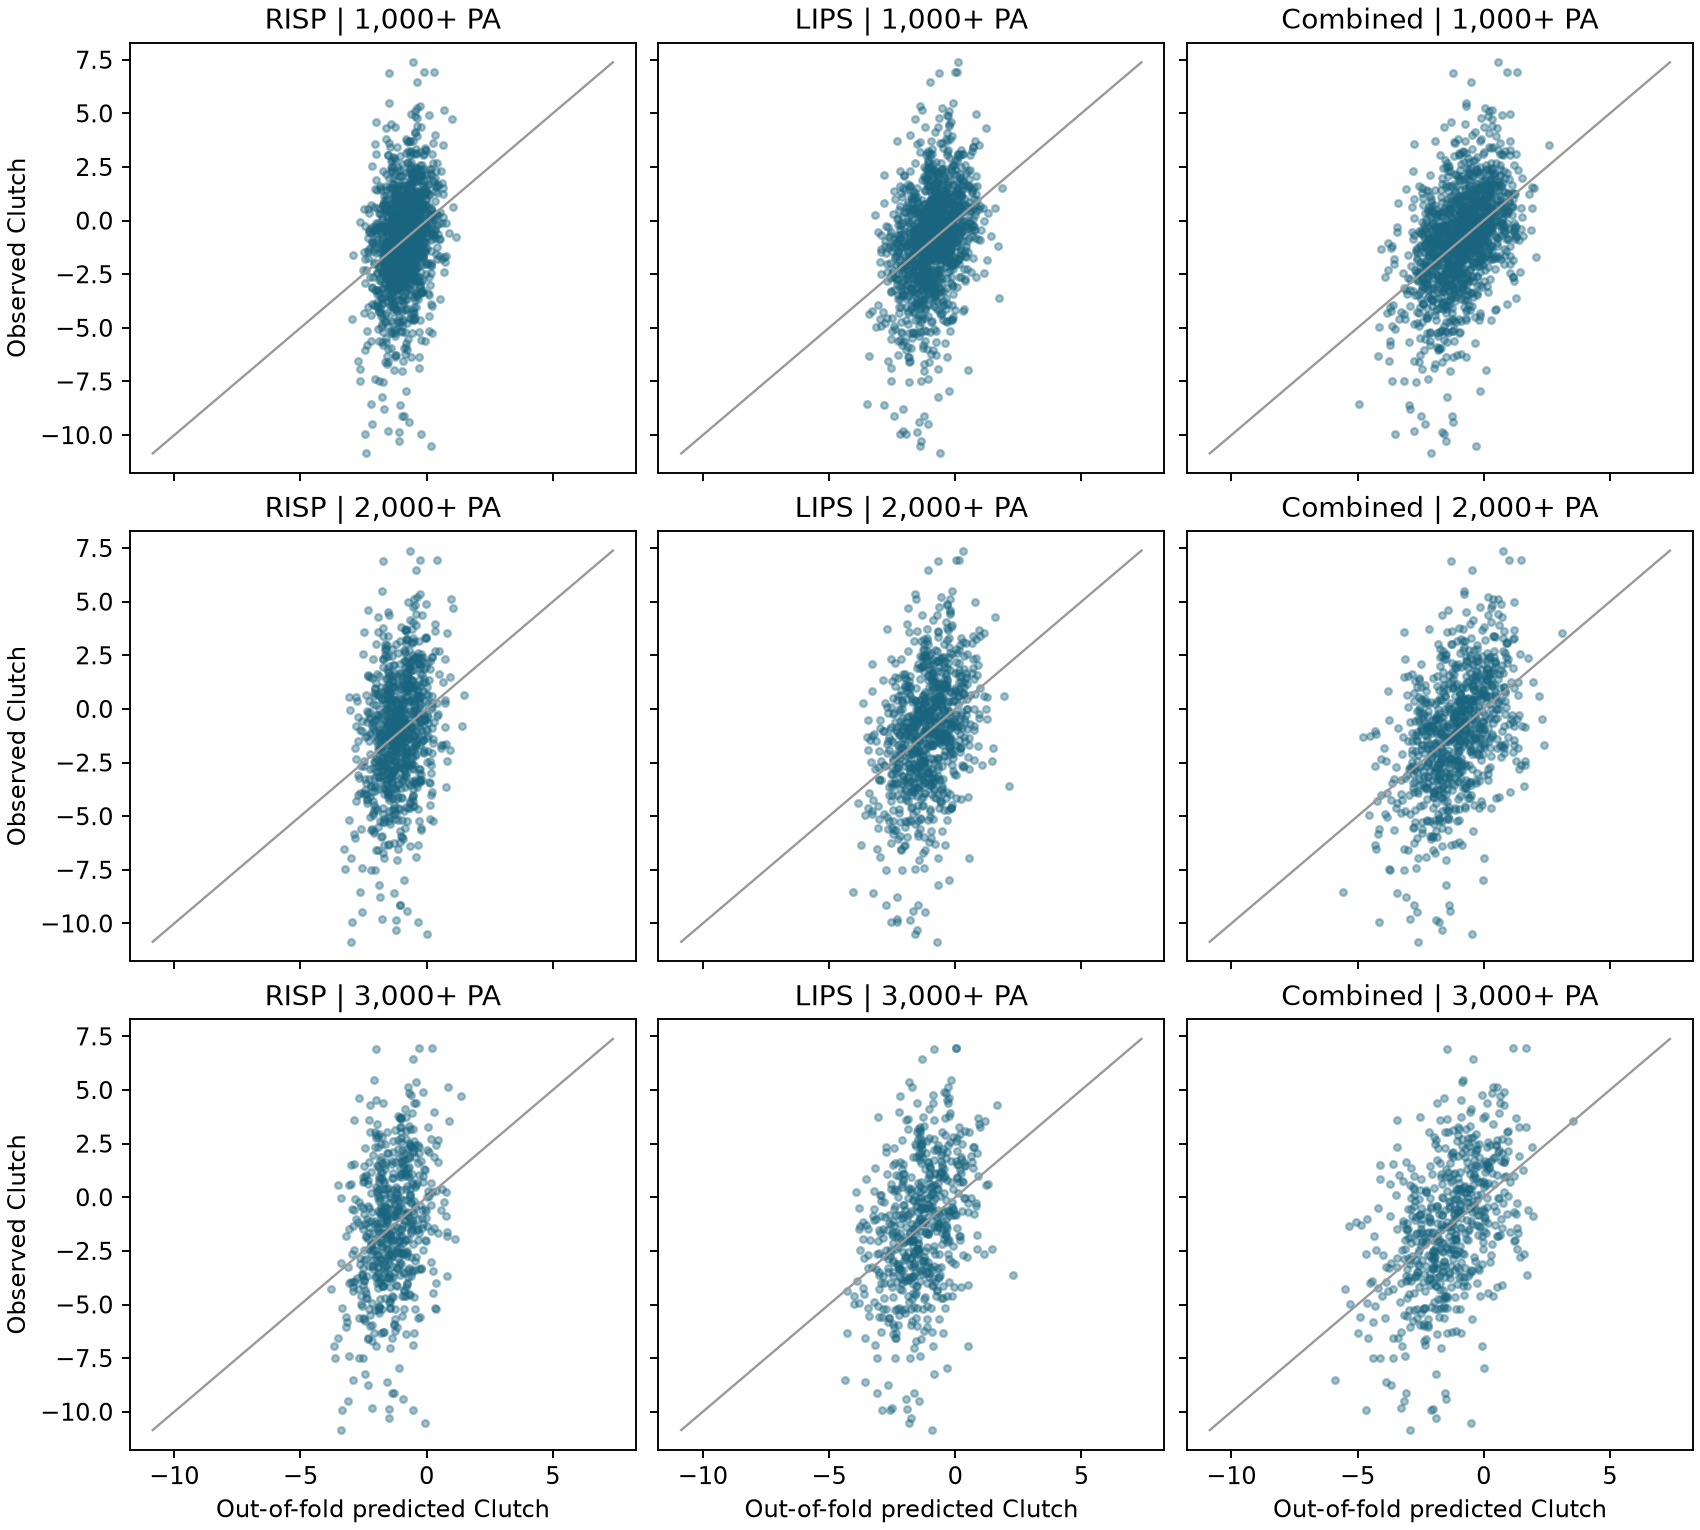 RISP | 1,000+ PA
LIPS | 1,000+ PA
Combined | 1,000+ PA
7.5
5.0
2.5
0.0
−2.5
−5.0
−7.5
−10.0
Observed Clutch
RISP | 2,000+ PA
LIPS | 2,000+ PA
Combined | 2,000+ PA
7.5
5.0
2.5
0.0
−2.5
−5.0
−7.5
−10.0
Observed Clutch
RISP | 3,000+ PA
LIPS | 3,000+ PA
Combined | 3,000+ PA
7.5
5.0
2.5
0.0
−2.5
−5.0
−7.5
−10.0
Observed Clutch
−10 −5 0 5
−10 −5 0 5
−10 −5 0 5
Out-of-fold predicted Clutch
Out-of-fold predicted Clutch
Out-of-fold predicted Clutch